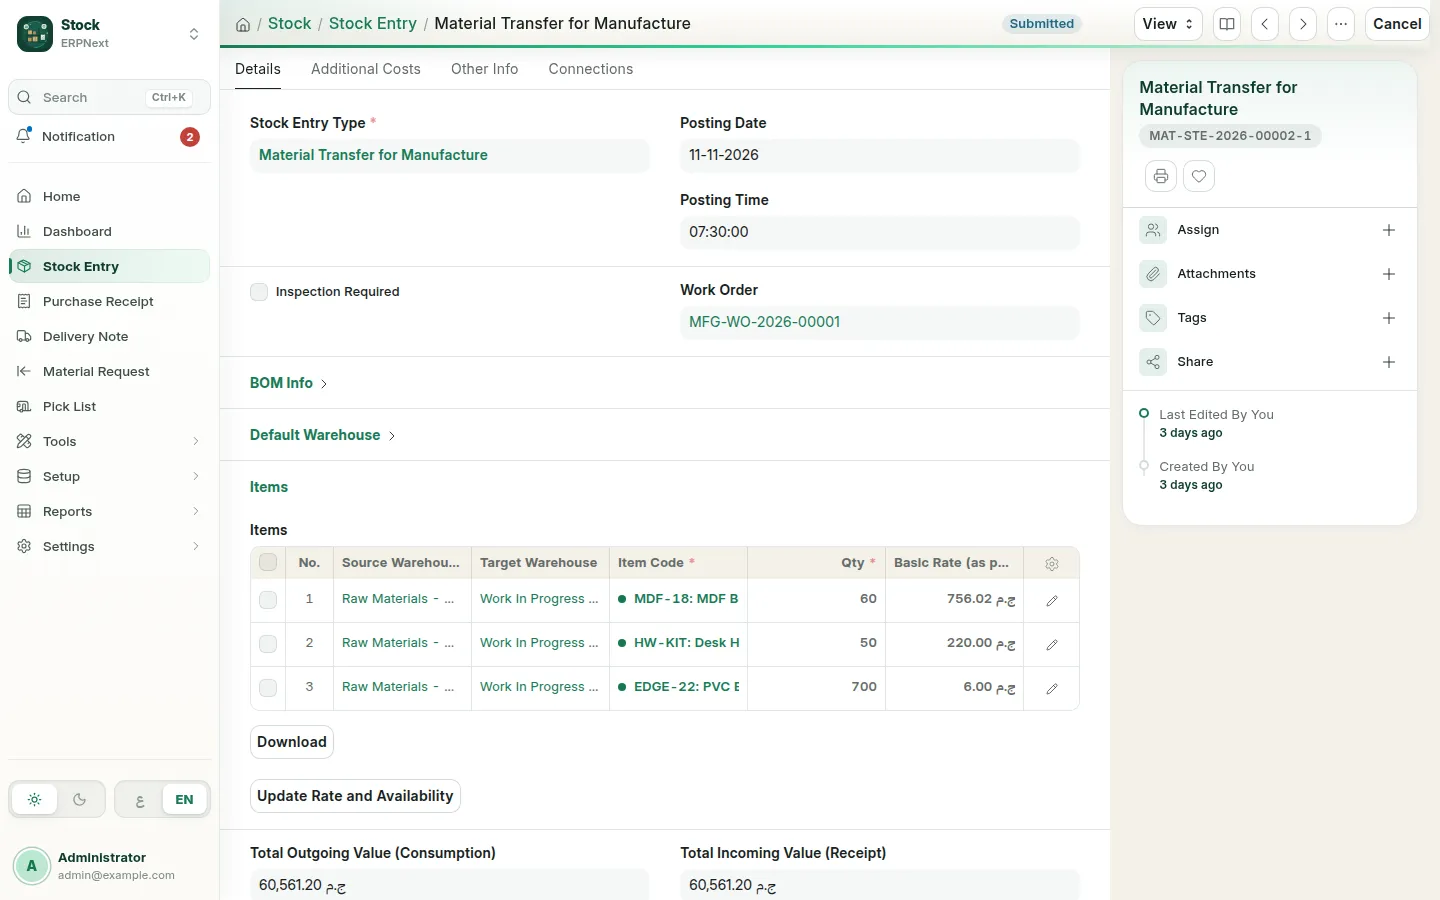 Stock
ERPNext
Search
Ctrl+K
Notification
2
Home
Dashboard
Stock Entry
Purchase Receipt
Delivery Note
Material Request
Pick List
Tools
Setup
Reports
Settings
ع
EN
A
Administrator
admin@example.com
/ Stock / Stock Entry / Material Transfer for Manufacture
Submitted
View
Cancel
Details
Additional Costs
Other Info
Connections
Stock Entry Type *
Material Transfer for Manufacture
Posting Date
11-11-2026
Posting Time
07:30:00
Inspection Required
Work Order
MFG-WO-2026-00001
BOM Info
Default Warehouse
Items
Items
No. Source Warehou... Target Warehouse Item Code * Qty * Basic Rate (as p...
1 Raw Materials - ... Work In Progress ... MDF-18: MDF B 60 756.02 ج.م
2 Raw Materials - ... Work In Progress ... HW-KIT: Desk H 50 220.00 ج.م
3 Raw Materials - ... Work In Progress ... EDGE-22: PVC E 700 6.00 ج.م
Download
Update Rate and Availability
Total Outgoing Value (Consumption)
60,561.20 ج.م
Total Incoming Value (Receipt)
60,561.20 ج.م
Material Transfer for
Manufacture
MAT-STE-2026-00002-1
Assign
Attachments
Tags
Share
Last Edited By You
3 days ago
Created By You
3 days ago